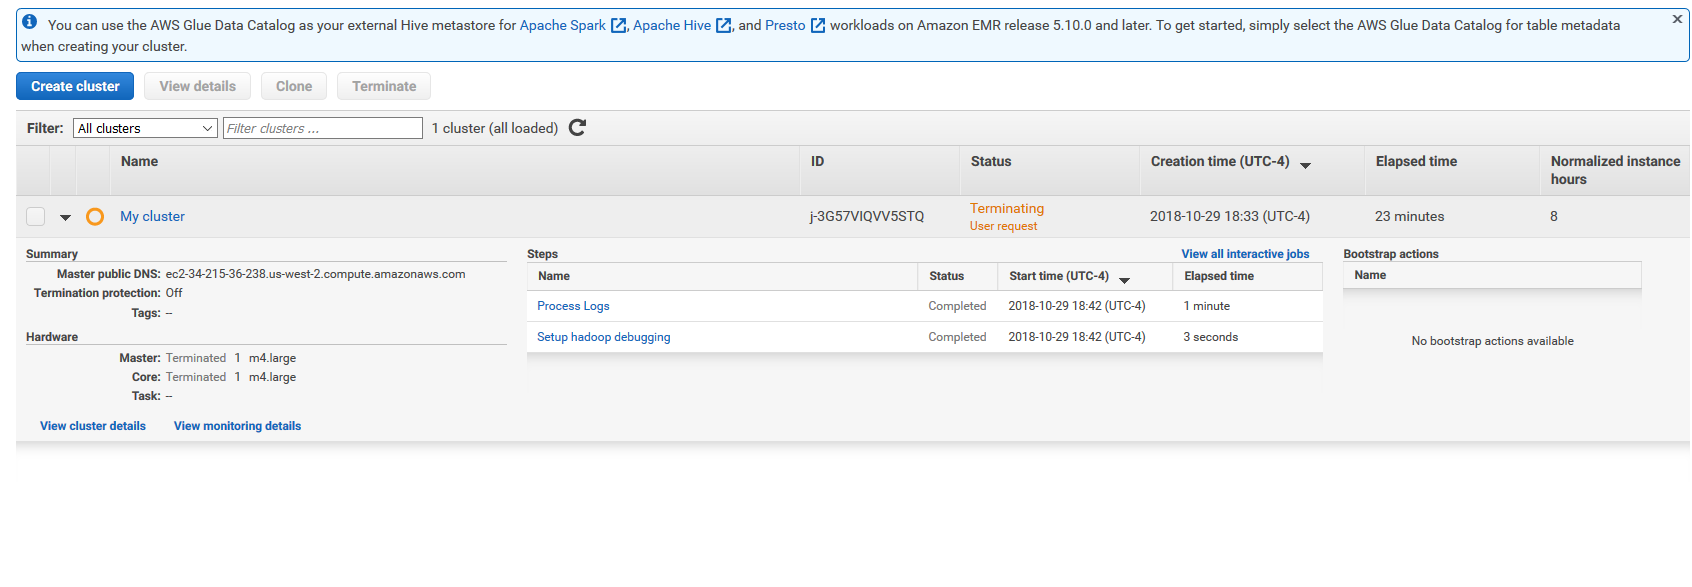 You can use the AWS Glue Data Catalog as your external Hive metastore for Apache Spark, Apache Hive, and Presto workloads on Amazon EMR release 5.10.0 and later. To get started, simply select the AWS Glue Data Catalog for table metadata
when creating your cluster.
Create cluster View details Clone Terminate
Filter: All clusters Filter clusters ... 1 cluster (all loaded)
Name ID Status Creation time (UTC-4) Elapsed time Normalized instance
hours
My cluster j-3G57VIQVV5STQ Terminating 2018-10-29 18:33 (UTC-4) 23 minutes 8
User request
Summary
Master public DNS: ec2-34-215-36-238.us-west-2.compute.amazonaws.com
Termination protection: Off
Tags: --
Hardware
Master: Terminated 1 m4.large
Core: Terminated 1 m4.large
Task: --
View cluster details View monitoring details
Steps View all interactive jobs
Name Status Start time (UTC-4) Elapsed time
Process Logs Completed 2018-10-29 18:42 (UTC-4) 1 minute
Setup hadoop debugging Completed 2018-10-29 18:42 (UTC-4) 3 seconds
Bootstrap actions
Name
No bootstrap actions available